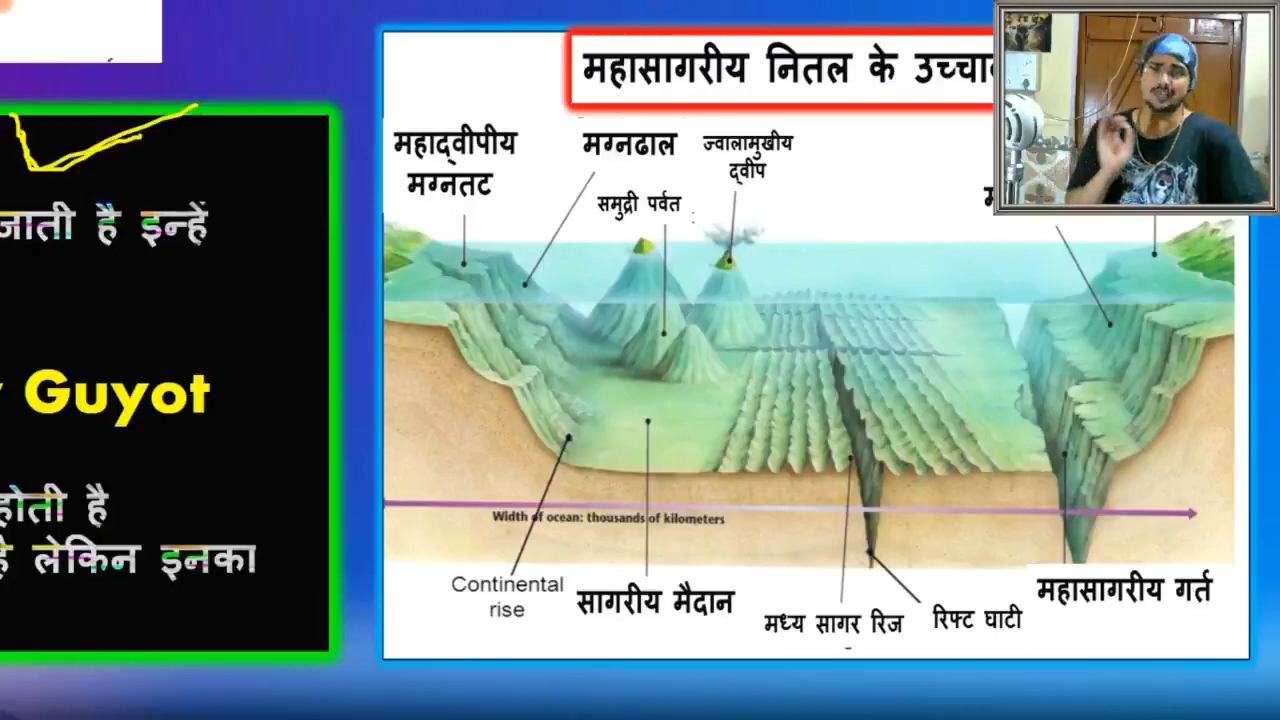 जाती है इन्हें
Guyot
होती है
है लेकिन इनका
महासागरीय नितल के
महाद्वीपीय
मग्नतट
मग्नढाल
ज्वालामुखीय
द्वीप
समुद्री पर्वत
Width of ocean: thousands of kilometers
Continental
rise
सागरीय मैदान
मध्य सागर रिज
रिफ्ट घाटी
महासागरीय गर्त